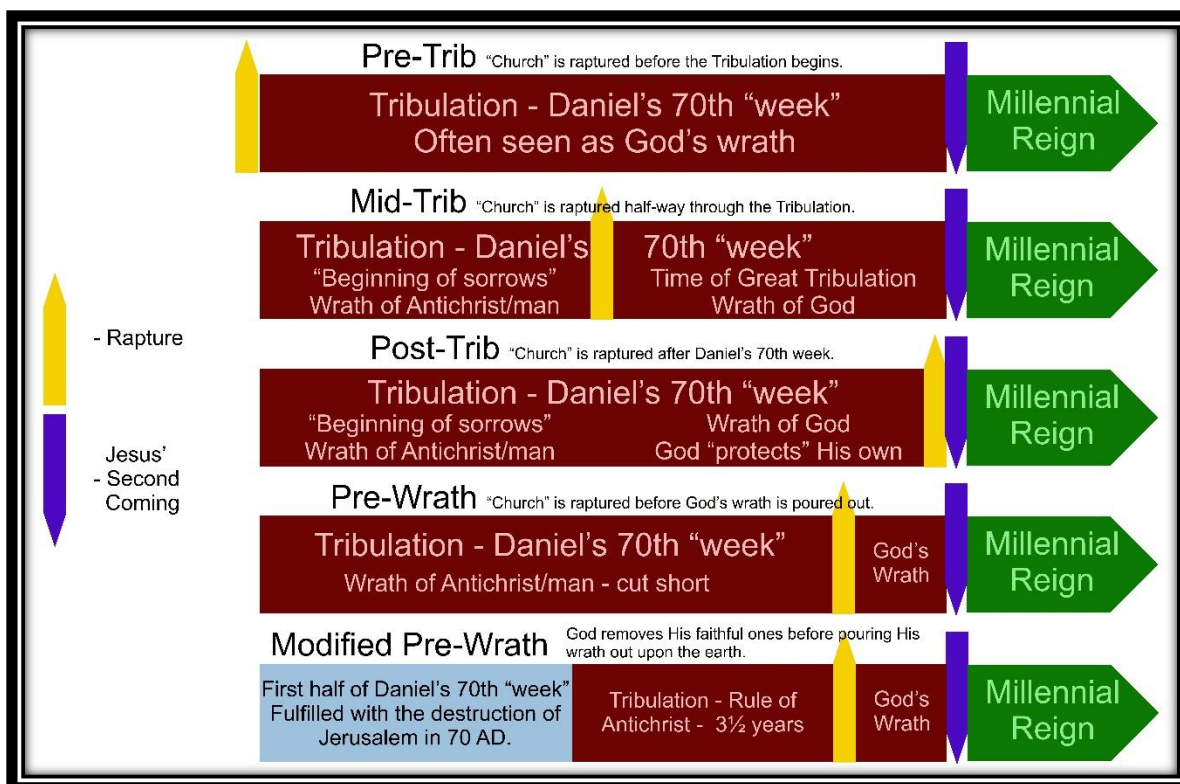 Pre-Trib "Church" is raptured before the Tribulation begins.
Tribulation - Daniel's 70th "week"
Often seen as God's wrath
Millennial
Reign
Mid-Trib "Church" is raptured half-way through the Tribulation.
Tribulation - Daniel's 70th "week"
"Beginning of sorrows"
Wrath of Antichrist/man
Time of Great Tribulation
Wrath of God
Millennial
Reign
- Rapture
Jesus'
- Second
Coming
Post-Trib "Church" is raptured after Daniel's 70th week.
Tribulation - Daniel's 70th "week"
"Beginning of sorrows"
Wrath of Antichrist/man
Wrath of God
God "protects" His own
Millennial
Reign
Pre-Wrath "Church" is raptured before God's wrath is poured out.
Tribulation - Daniel's 70th "week"
Wrath of Antichrist/man - cut short
God's
Wrath
Millennial
Reign
Modified Pre-Wrath
God removes His faithful ones before pouring His
wrath out upon the earth.
First half of Daniel's 70th "week"
Fulfilled with the destruction of
Jerusalem in 70 AD.
Tribulation - Rule of
Antichrist - 3½ years
God's
Wrath
Millennial
Reign